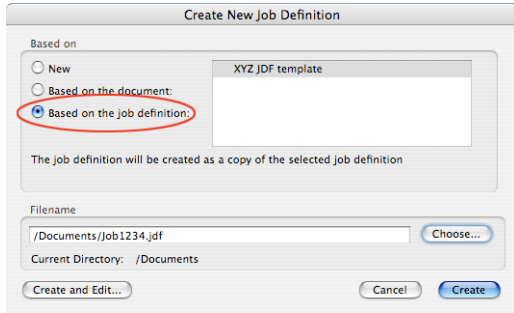 Create New Job Definition
Based on
New
XYZ JDF template
Based on the document:
Based on the job definition:
The job definition will be created as a copy of the selected job definition
Filename
/Documents/Job1234.jdf
Choose...
Current Directory: /Documents
Create and Edit...
Cancel
Create